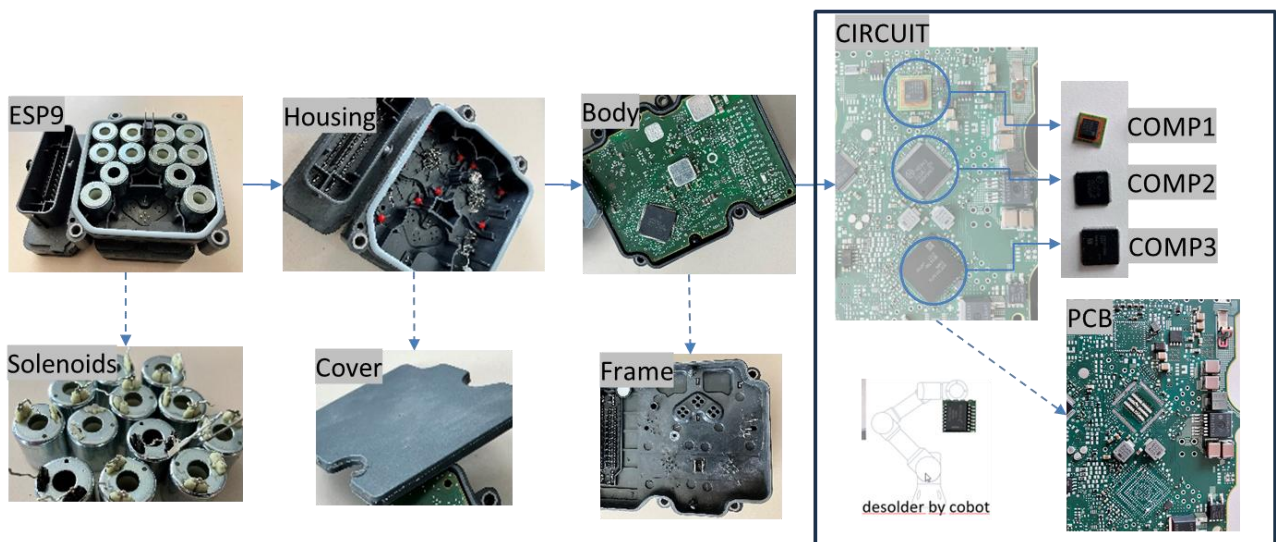 ESP9
Housing
Body
CIRCUIT
COMP1
COMP2
COMP3
Solenoids
Cover
Frame
PCB
desolder by cobot